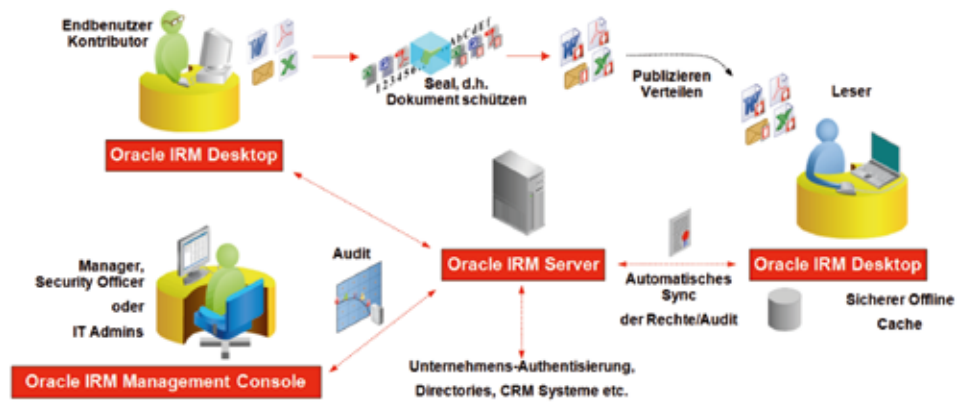 Endbenutzer
Kontributor
Seal, d.h.
Dokument schützen
Publizieren
Verteilen
Leser
Oracle IRM Desktop
Manager,
Security Officer
oder
IT Admins
Audit
Oracle IRM Server
Automatisches
Sync
der Rechte/Audit
Oracle IRM Desktop
Sicherer Offline
Cache
Oracle IRM Management Console
Unternehmens-Authentisierung,
Directories, CRM Systeme etc.